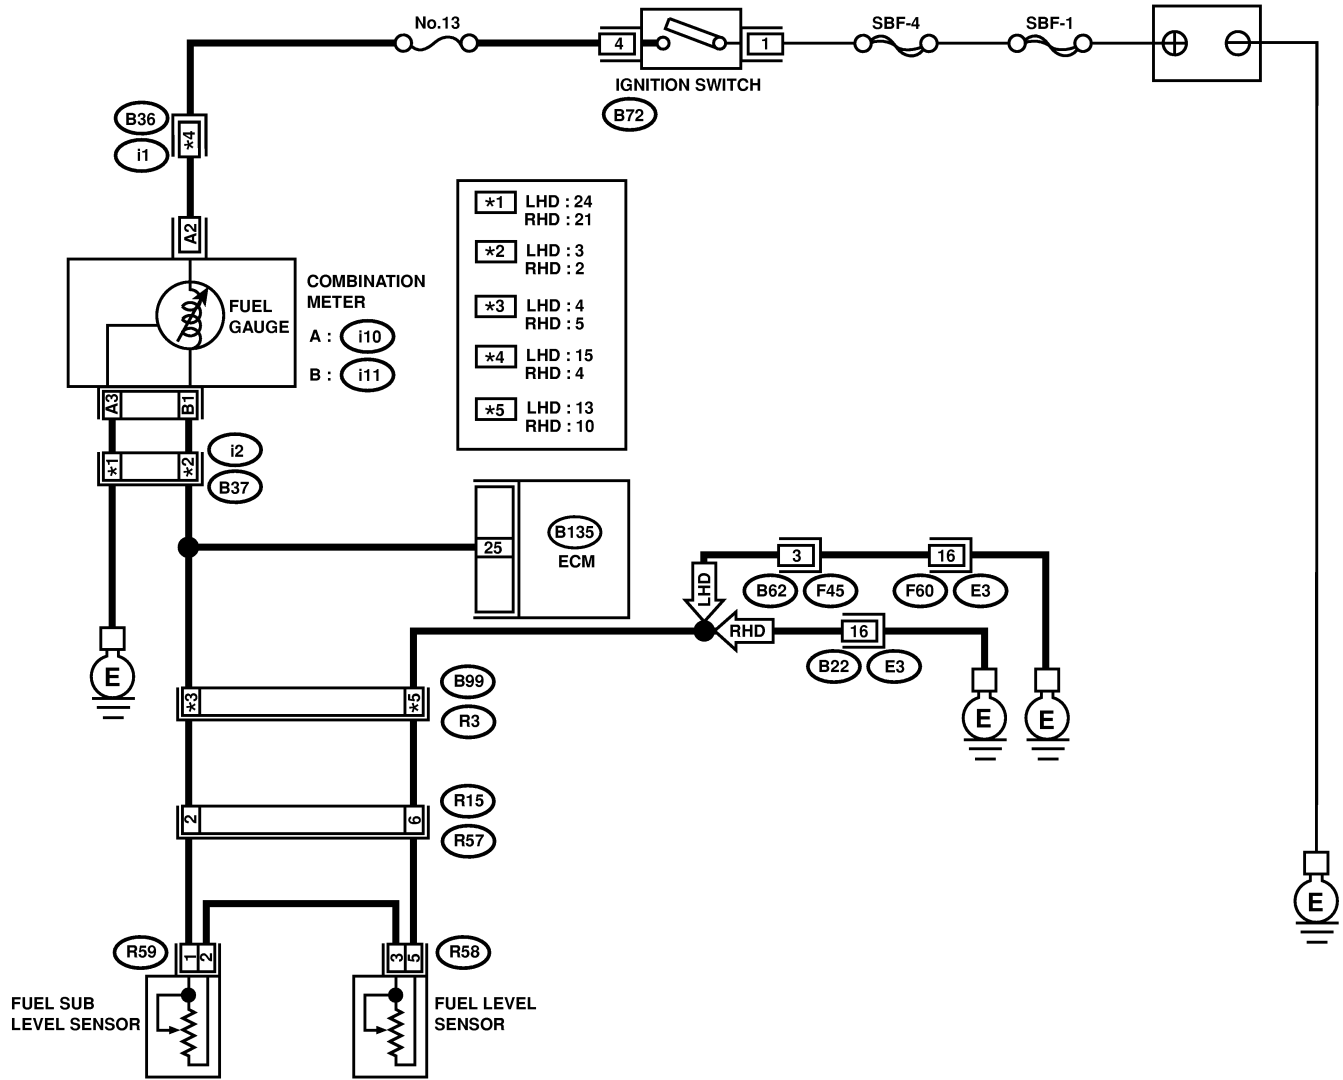 No.13
SBF-4
SBF-1
4
1
IGNITION SWITCH
B72
B36
*4
i1
A2
*1 LHD : 24
RHD : 21
*2 LHD : 3
RHD : 2
*3 LHD : 4
RHD : 5
*4 LHD : 15
RHD : 4
*5 LHD : 13
RHD : 10
COMBINATION
METER
FUEL
GAUGE
A : i10
B : i11
A3
B1
*1
*2
i2
B37
25
B135
ECM
LHD
3
16
B62
F45
F60
E3
RHD
16
B22
E3
E
E
E
*3
*5
B99
R3
2
6
R15
R57
E
R59
1
2
3
5
R58
FUEL SUB
LEVEL SENSOR
FUEL LEVEL
SENSOR